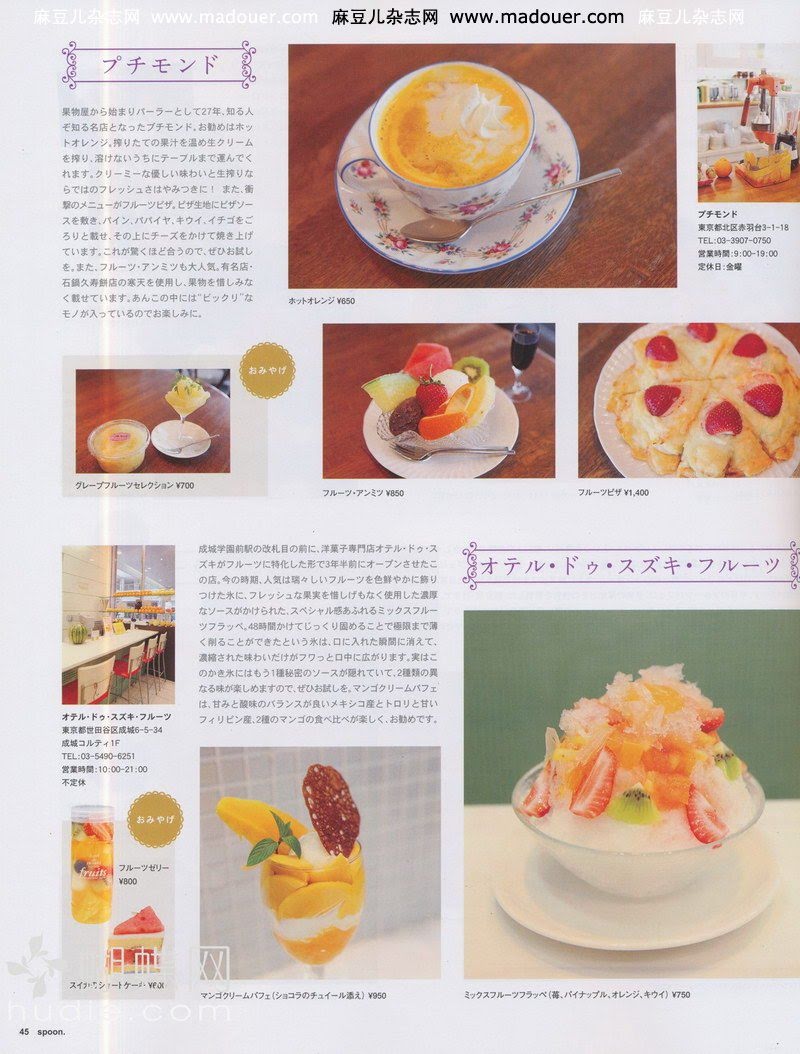 麻豆儿杂志网 www.madouer.com 麻豆儿杂志网 www.madouer.com 麻豆儿杂志网
プチモンド
果物屋から始まりパーラーとして27年、知る人
ぞ知る名店となったプチモンド。お勧めはホッ
トオレンジ。搾りたての果汁を温め生クリーム
を搾り、溶けないうちにテーブルまで運んでく
れます。クリーミーな優しい味わいと生搾りな
らではのフレッシュさはやみつきに! また、衝
撃のメニューがフルーツピザ。ピザ生地にピザソー
スを敷き、パイン、パパイヤ、キウイ、イチゴをご
ろりと載せ、その上にチーズをかけて焼き上げ
ています。これが驚くほど合うので、ぜひお試し
を。また、フルーツ・アンミツも大人気。有名店・
石鍋久寿餅店の寒天を使用し、果物を惜しみな
く載せています。あんこの中には“ビックリ”な
モノが入っているのでお楽しみに。
ホットオレンジ ¥650
プチモンド
東京都北区赤羽台3-1-18
TEL:03-3907-0750
営業時間:9:00-19:00
定休日:金曜
おみやげ
グレープフルーツセレクション ¥700
フルーツ・アンミツ ¥850
フルーツピザ ¥1,400
成城学園前駅の改札目の前に、洋菓子専門店オテル・ドゥ・ス
ズキがフルーツに特化した形で3年半前にオープンさせたこ
の店。今の時期、人気は瑞々しいフルーツを色鮮やかに飾り
つけた氷に、フレッシュな果実を惜しげもなく使用した濃厚
なソースがかけられた、スペシャル感あふれるミックスフルー
ツフラッペ。48時間かけてじっくり固めることで極限まで薄
く削ることができたという氷は、口に入れた瞬間に消えて、
濃縮された味わいだけがフワっと口中に広がります。実はこ
のかき氷にはもう1種秘密のソースが隠れていて、2種類の異
なる味が楽しめますので、ぜひお試しを。マンゴクリームパフェ
は、甘みと酸味のバランスが良いメキシコ産とトロリと甘い
フィリピン産、2種のマンゴの食べ比べが楽しく、お勧めです。
オテル・ドゥ・スズキ・フルーツ
オテル・ドゥ・スズキ・フルーツ
東京都世田谷区成城6-5-34
成城コルティ1F
TEL:03-5490-6251
営業時間:10:00-21:00
不定休
おみやげ
fruits
フルーツゼリー
¥800
スイカのショートケーキ
マンゴクリームパフェ(ショコラのチュイール添え) ¥950
ミックスフルーツフラッペ(苺、パイナップル、オレンジ、キウイ) ¥750
hudie.com
45 spoon.